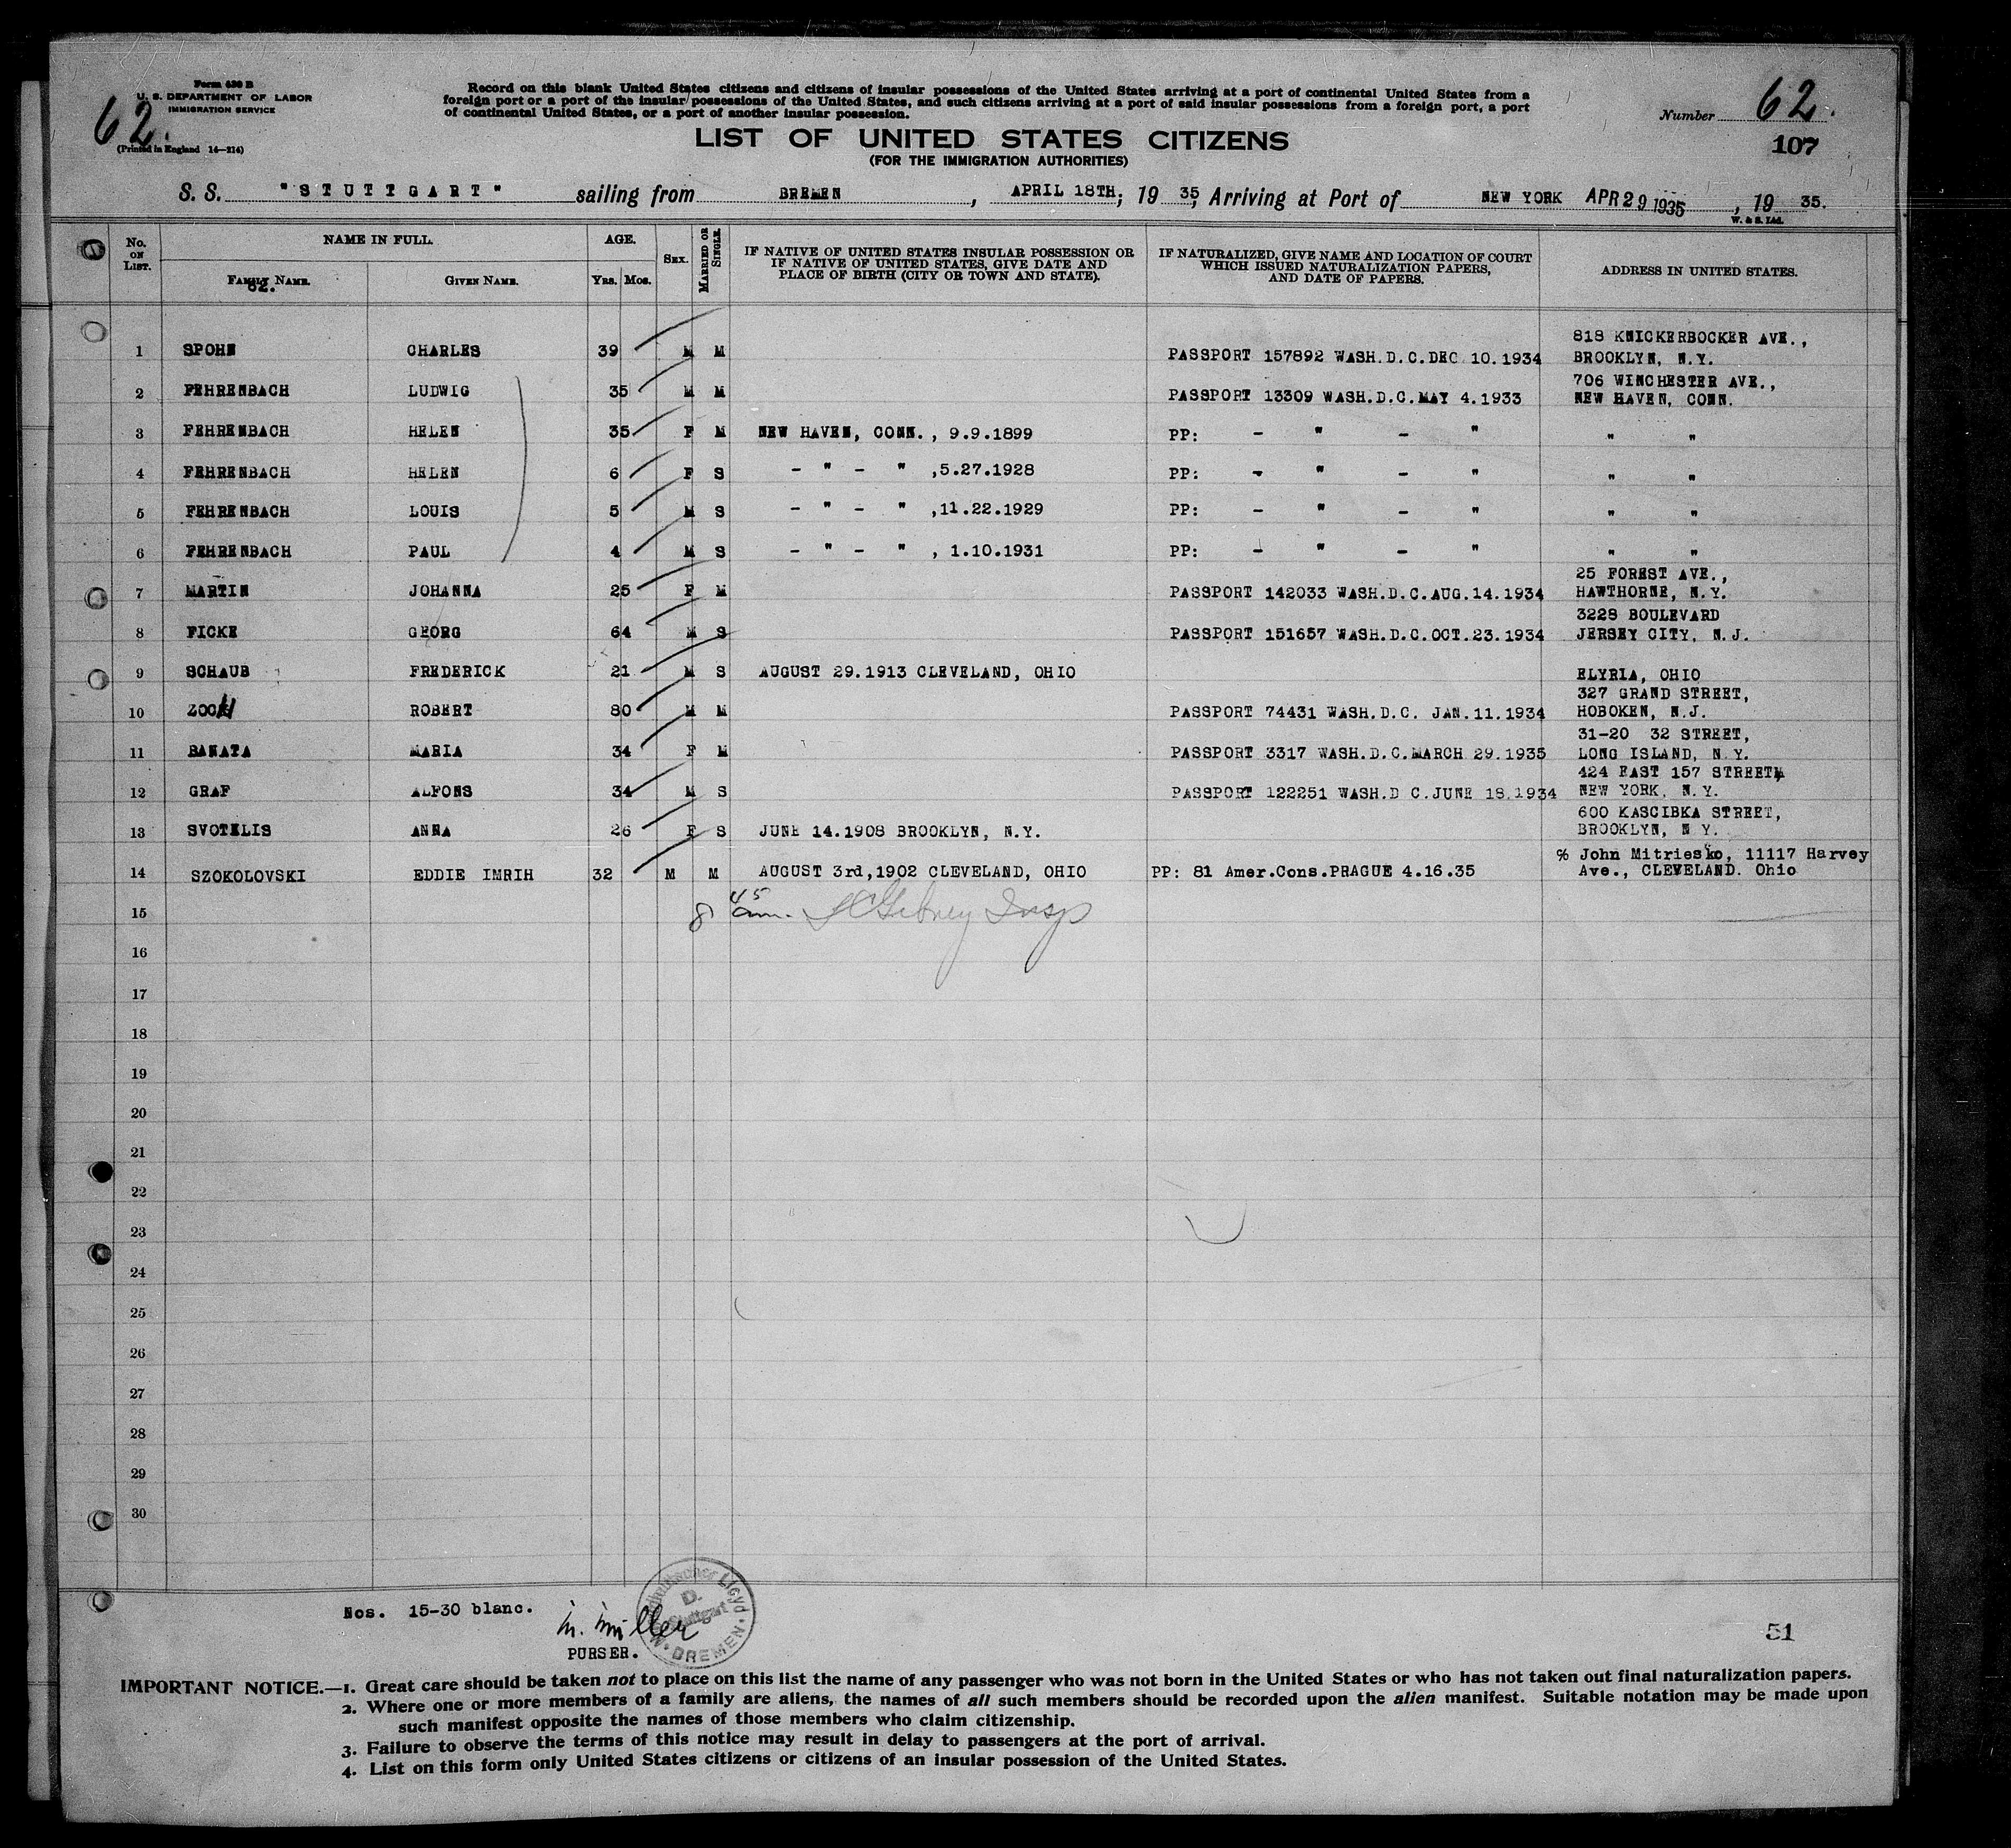 Form 630 B
U. S. DEPARTMENT OF LABOR
IMMIGRATION SERVICE
62.
(Printed in England 14—214)
Record on this blank United States citizens and citizens of insular possessions of the United States arriving at a port of continental United States from a
foreign port or a port of the insular possessions of the United States, and such citizens arriving at a port of said insular possessions from a foreign port, a port
of continental United States, or a port of another insular possession.
Number 62.
107
LIST OF UNITED STATES CITIZENS
(FOR THE IMMIGRATION AUTHORITIES)
S. S. "STUTTGART" sailing from BREMEN, APRIL 18TH; 19 35, Arriving at Port of NEW YORK APR 29 1935, 19 35.
W. & S. Ltd.
No. ON LIST. NAME IN FULL. AGE. SEX. MARRIED OR SINGLE. IF NATIVE OF UNITED STATES INSULAR POSSESSION OR IF NATIVE OF UNITED STATES, GIVE DATE AND PLACE OF BIRTH (CITY OR TOWN AND STATE). IF NATURALIZED, GIVE NAME AND LOCATION OF COURT WHICH ISSUED NATURALIZATION PAPERS, AND DATE OF PAPERS. ADDRESS IN UNITED STATES.
FAMILY NAME. GIVEN NAME. YRS. MOS.
62.
1 SPOHN CHARLES 39 M M PASSPORT 157892 WASH.D.C.DEC 10.1934 818 KNICKERBOCKER AVE., BROOKLYN, N.Y.
2 FEHRENBACH LUDWIG 35 M M PASSPORT 13309 WASH.D.C.MAY 4.1933 706 WINCHESTER AVE., NEW HAVEN, CONN.
3 FEHRENBACH HELEN 35 F M NEW HAVEN, CONN., 9.9.1899 PP: - " - " " "
4 FEHRENBACH HELEN 6 F S - " - " ,5.27.1928 PP: - " - " " "
5 FEHRENBACH LOUIS 5 M S - " - " ,11.22.1929 PP: - " - " " "
6 FEHRENBACH PAUL 4 M S - " - " , 1.10.1931 PP: - " - " " "
7 MARTIN JOHANNA 25 F M PASSPORT 142033 WASH.D.C.AUG.14.1934 25 FOREST AVE., HAWTHORNE, N.Y.
8 FICKE GEORG 64 M S PASSPORT 151657 WASH.D.C.OCT.23.1934 3228 BOULEVARD JERSEY CITY, N.J.
9 SCHAUB FREDERICK 21 M S AUGUST 29.1913 CLEVELAND, OHIO ELYRIA, OHIO
10 ZOCH ROBERT 80 M M PASSPORT 74431 WASH.D.C. JAN.11.1934 327 GRAND STREET, HOBOKEN, N.J.
11 BANATA MARIA 34 F M PASSPORT 3317 WASH.D.C.MARCH 29.1935 31-20 32 STREET, LONG ISLAND, N.Y.
12 GRAF ALFONS 34 M S PASSPORT 122251 WASH.D C.JUNE 18.1934 424 EAST 157 STREET, NEW YORK, N.Y.
13 SVOTELIS ANNA 26 F S JUNE 14.1908 BROOKLYN, N.Y. 600 KASCIBKA STREET, BROOKLYN, N Y.
14 SZOKOLOVSKI EDDIE IMRIH 32 M M AUGUST 3rd,1902 CLEVELAND, OHIO PP: 81 Amer.Cons.PRAGUE 4.16.35 % John Mitriesko, 11117 Harvey Ave., CLEVELAND. Ohio
15 8 45 am. Insp
16
17
18
19
20
21
22
23
24
25
26
27
28
29
30
Nos. 15-30 blanc.
M. Müller
PURSER.
Norddeutscher Lloyd
D. Stuttgart
BREMEN
51
IMPORTANT NOTICE.—1. Great care should be taken not to place on this list the name of any passenger who was not born in the United States or who has not taken out final naturalization papers.
2. Where one or more members of a family are aliens, the names of all such members should be recorded upon the alien manifest. Suitable notation may be made upon
such manifest opposite the names of those members who claim citizenship.
3. Failure to observe the terms of this notice may result in delay to passengers at the port of arrival.
4. List on this form only United States citizens or citizens of an insular possession of the United States.